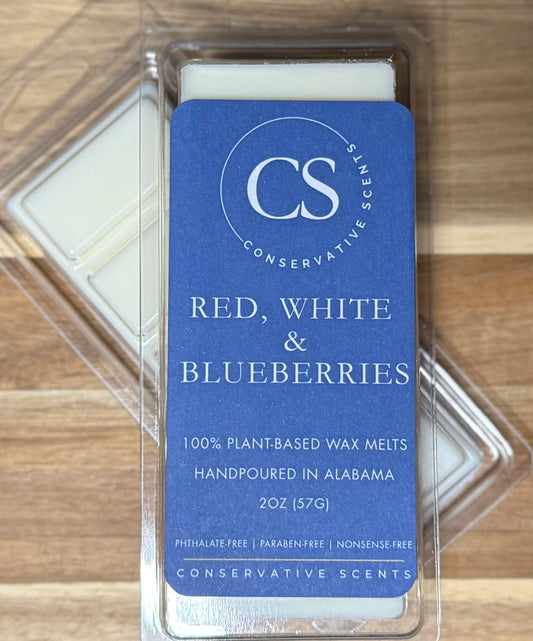 CS
CONSERVATIVE SCENTS
RED, WHITE
&
BLUEBERRIES
100% PLANT-BASED WAX MELTS
HANDPOURED IN ALABAMA
2OZ (57G)
PHTHALATE-FREE | PARABEN-FREE | NONSENSE-FREE
CONSERVATIVE SCENTS